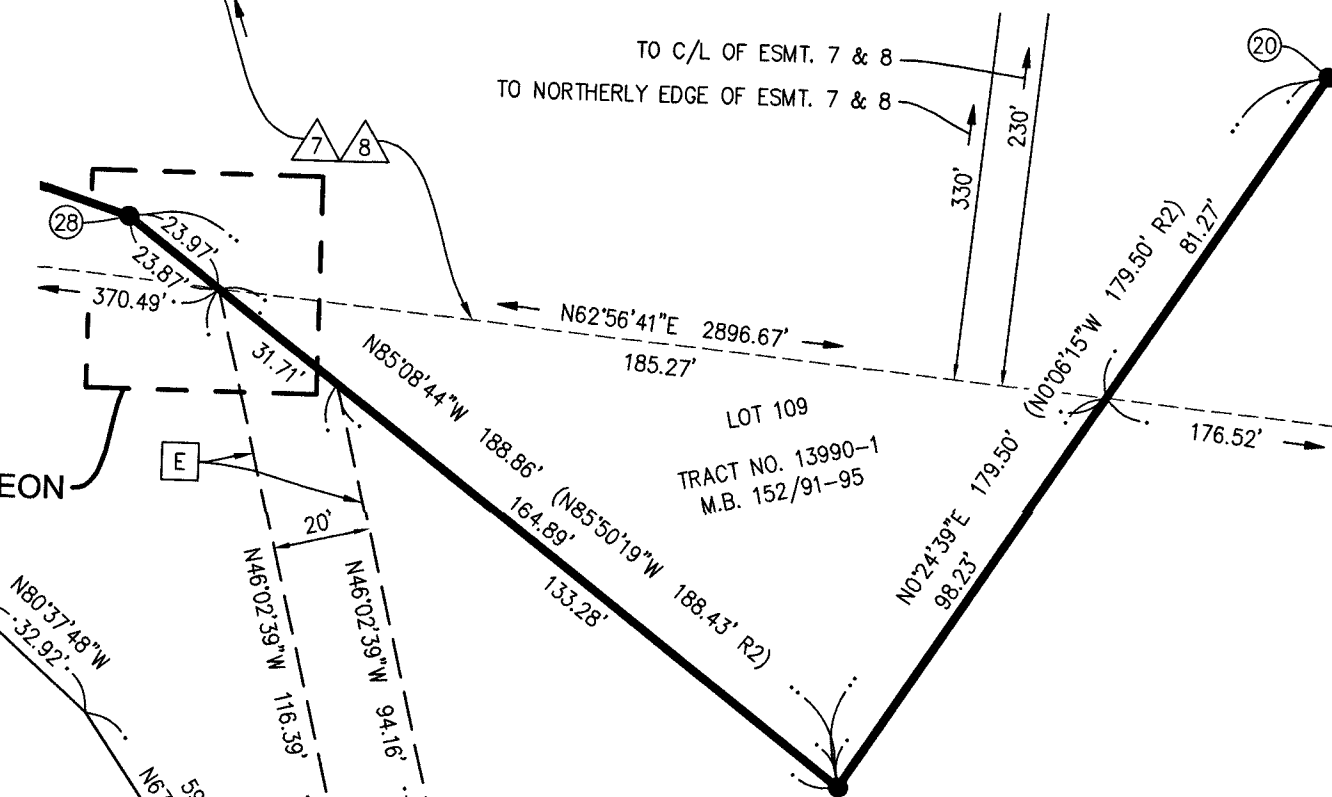 TO C/L OF ESMT. 7 & 8
TO NORTHERLY EDGE OF ESMT. 7 & 8
20
230'
330'
7
8
28
23.97'
23.87'
370.49'
N62°56'41"E 2896.67'
185.27'
31.71'
N85°08'44"W 188.86' (N85°50'19"W 188.43' R2)
164.89'
133.28'
LOT 109
TRACT NO. 13990-1
M.B. 152/91-95
N0°24'39"E 179.50' (N0°06'15"W 179.50' R2)
81.27'
98.23'
176.52'
E
EON
20'
N46°02'39"W 116.39'
N46°02'39"W 94.16'
N80°37'48"W
32.92'